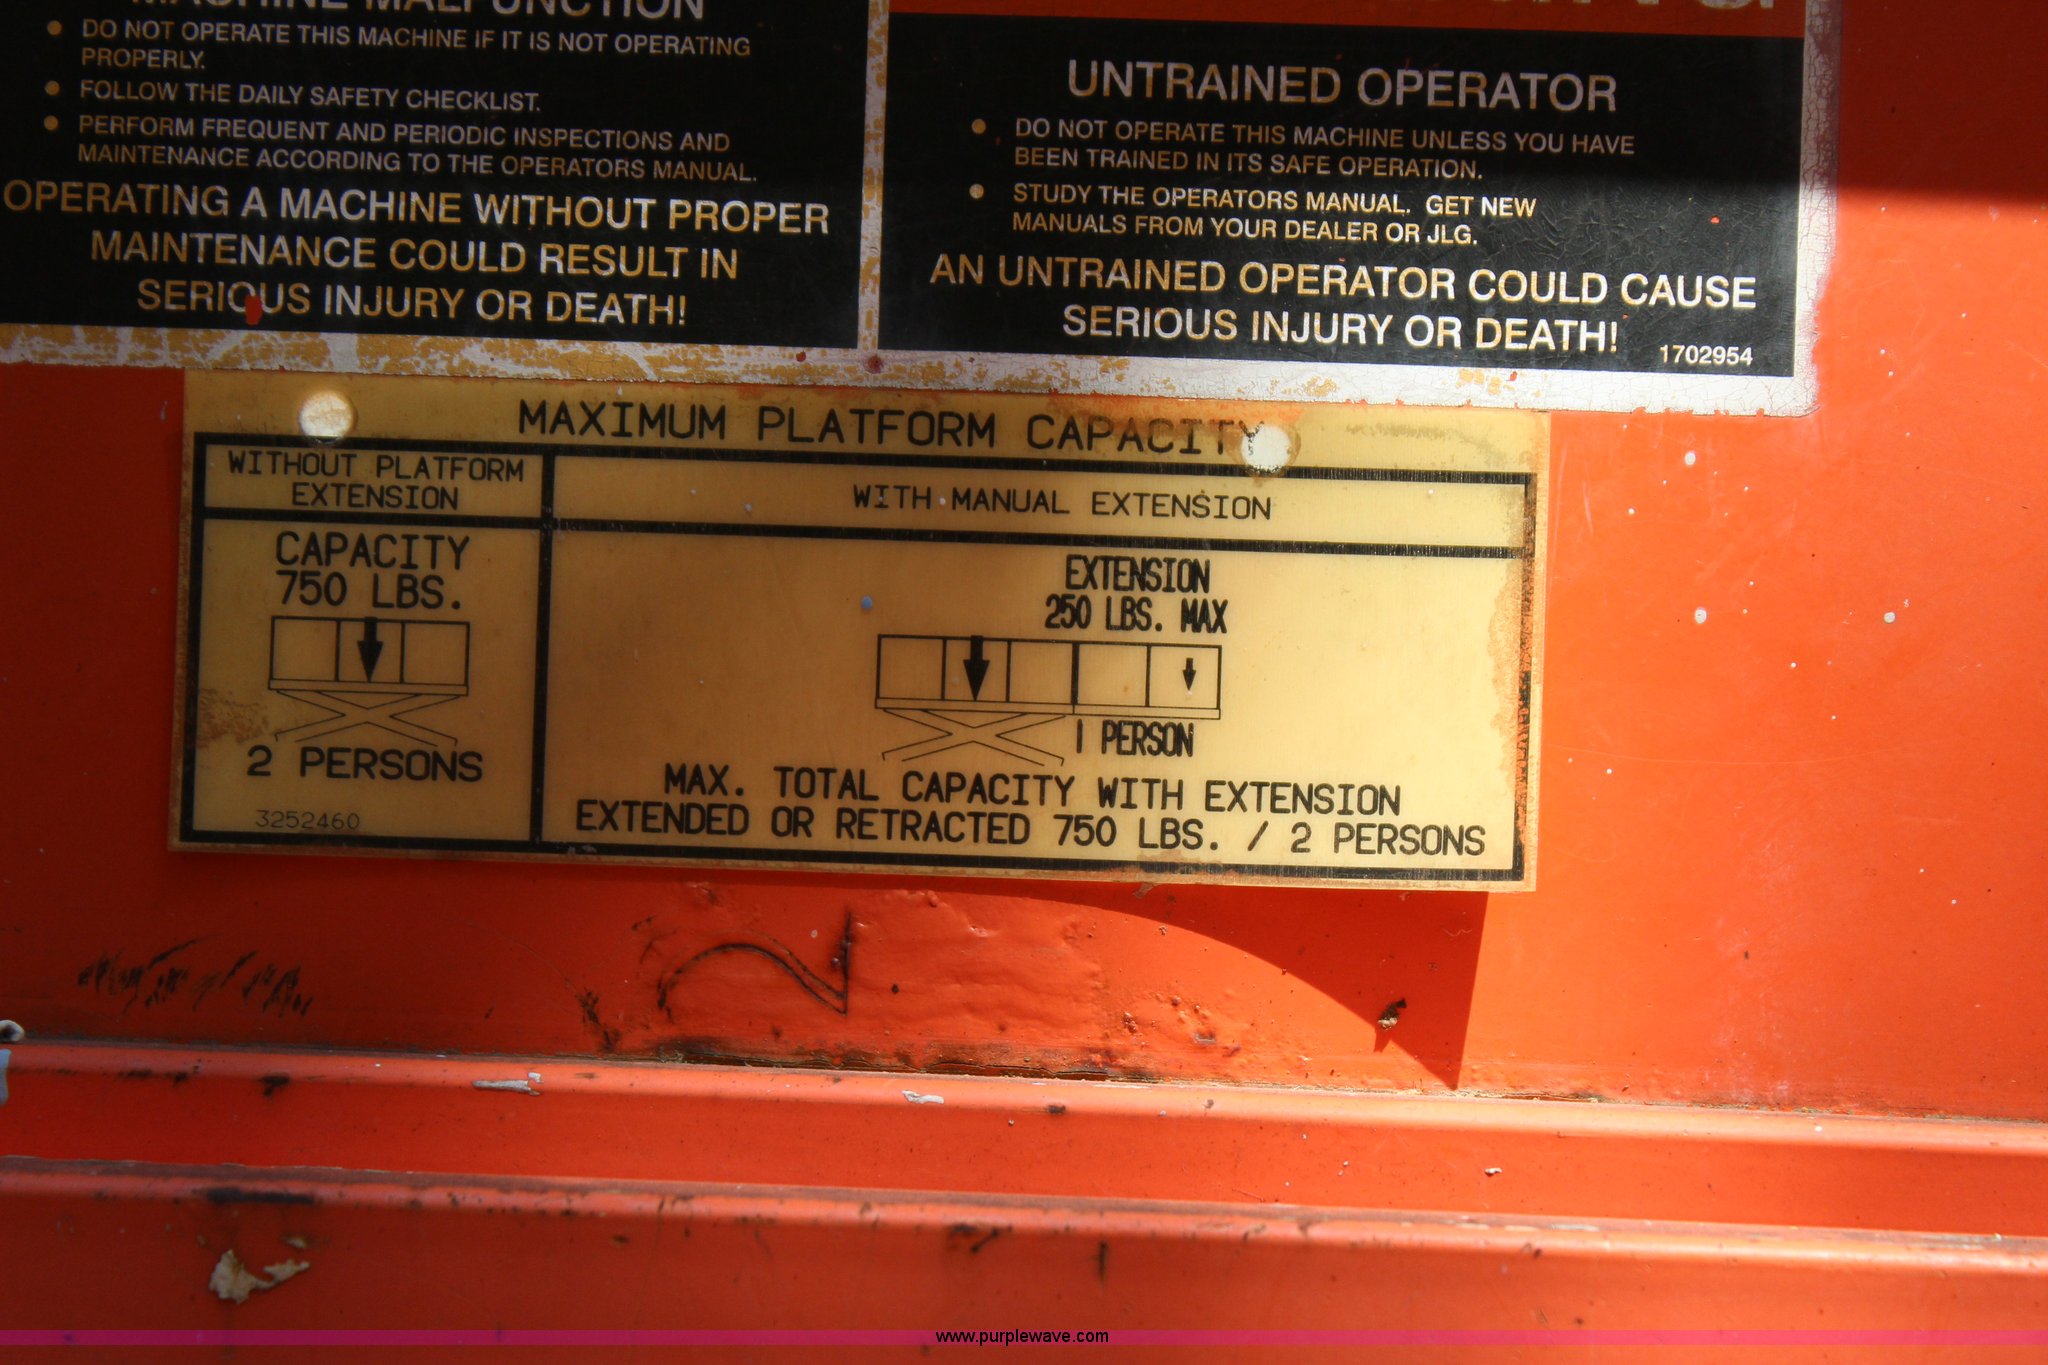 MACHINE MALFUNCTION
• DO NOT OPERATE THIS MACHINE IF IT IS NOT OPERATING
PROPERLY.
• FOLLOW THE DAILY SAFETY CHECKLIST.
• PERFORM FREQUENT AND PERIODIC INSPECTIONS AND
MAINTENANCE ACCORDING TO THE OPERATORS MANUAL.
OPERATING A MACHINE WITHOUT PROPER
MAINTENANCE COULD RESULT IN
SERIOUS INJURY OR DEATH!
UNTRAINED OPERATOR
• DO NOT OPERATE THIS MACHINE UNLESS YOU HAVE
BEEN TRAINED IN ITS SAFE OPERATION.
• STUDY THE OPERATORS MANUAL. GET NEW
MANUALS FROM YOUR DEALER OR JLG.
AN UNTRAINED OPERATOR COULD CAUSE
SERIOUS INJURY OR DEATH!
1702954
MAXIMUM PLATFORM CAPACITY
WITHOUT PLATFORM
EXTENSION
CAPACITY
750 LBS.
2 PERSONS
3252460
WITH MANUAL EXTENSION
EXTENSION
250 LBS. MAX
1 PERSON
MAX. TOTAL CAPACITY WITH EXTENSION
EXTENDED OR RETRACTED 750 LBS. / 2 PERSONS
www.purplewave.com